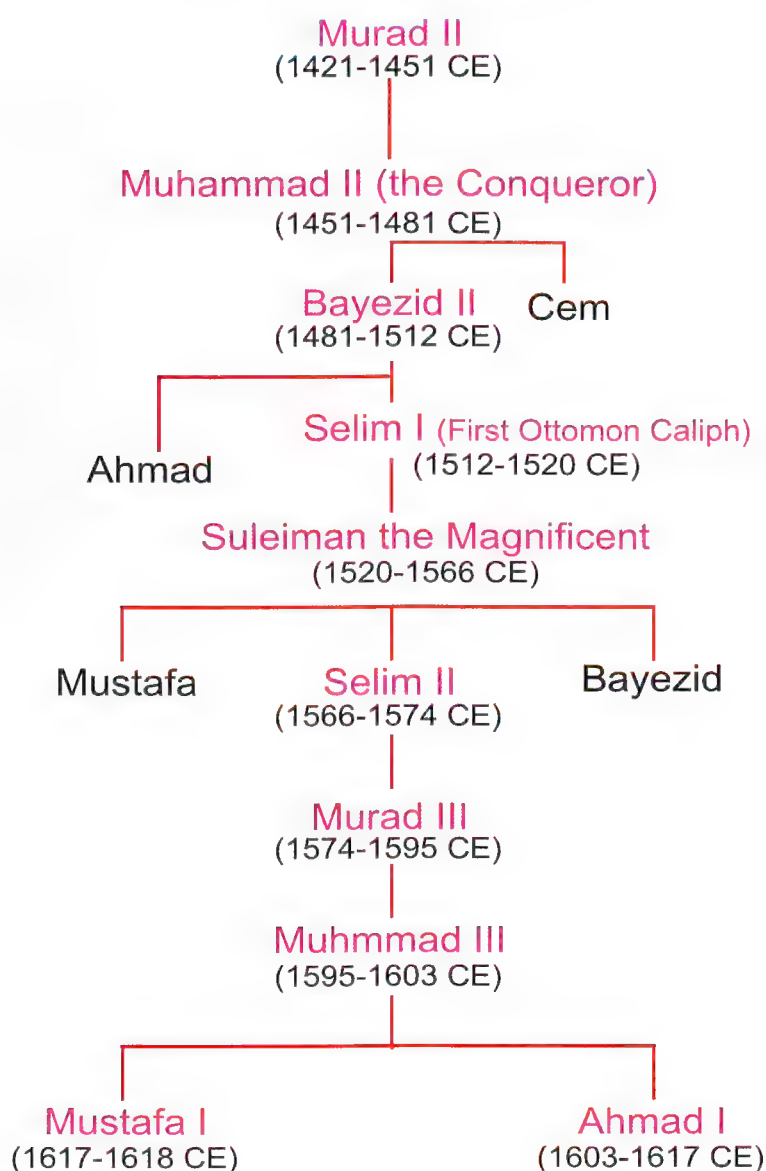 Murad II
(1421-1451 CE)
Muhammad II (the Conqueror)
(1451-1481 CE)
Bayezid II
Cem
(1481-1512 CE)
Selim I (First Ottomon Caliph)
Ahmad
(1512-1520 CE)
Suleiman the Magnificent
(1520-1566 CE)
Mustafa
Selim II
Bayezid
(1566-1574 CE)
Murad III
(1574-1595 CE)
Muhmmad III
(1595-1603 CE)
Mustafa I
Ahmad I
(1617-1618 CE)
(1603-1617 CE)